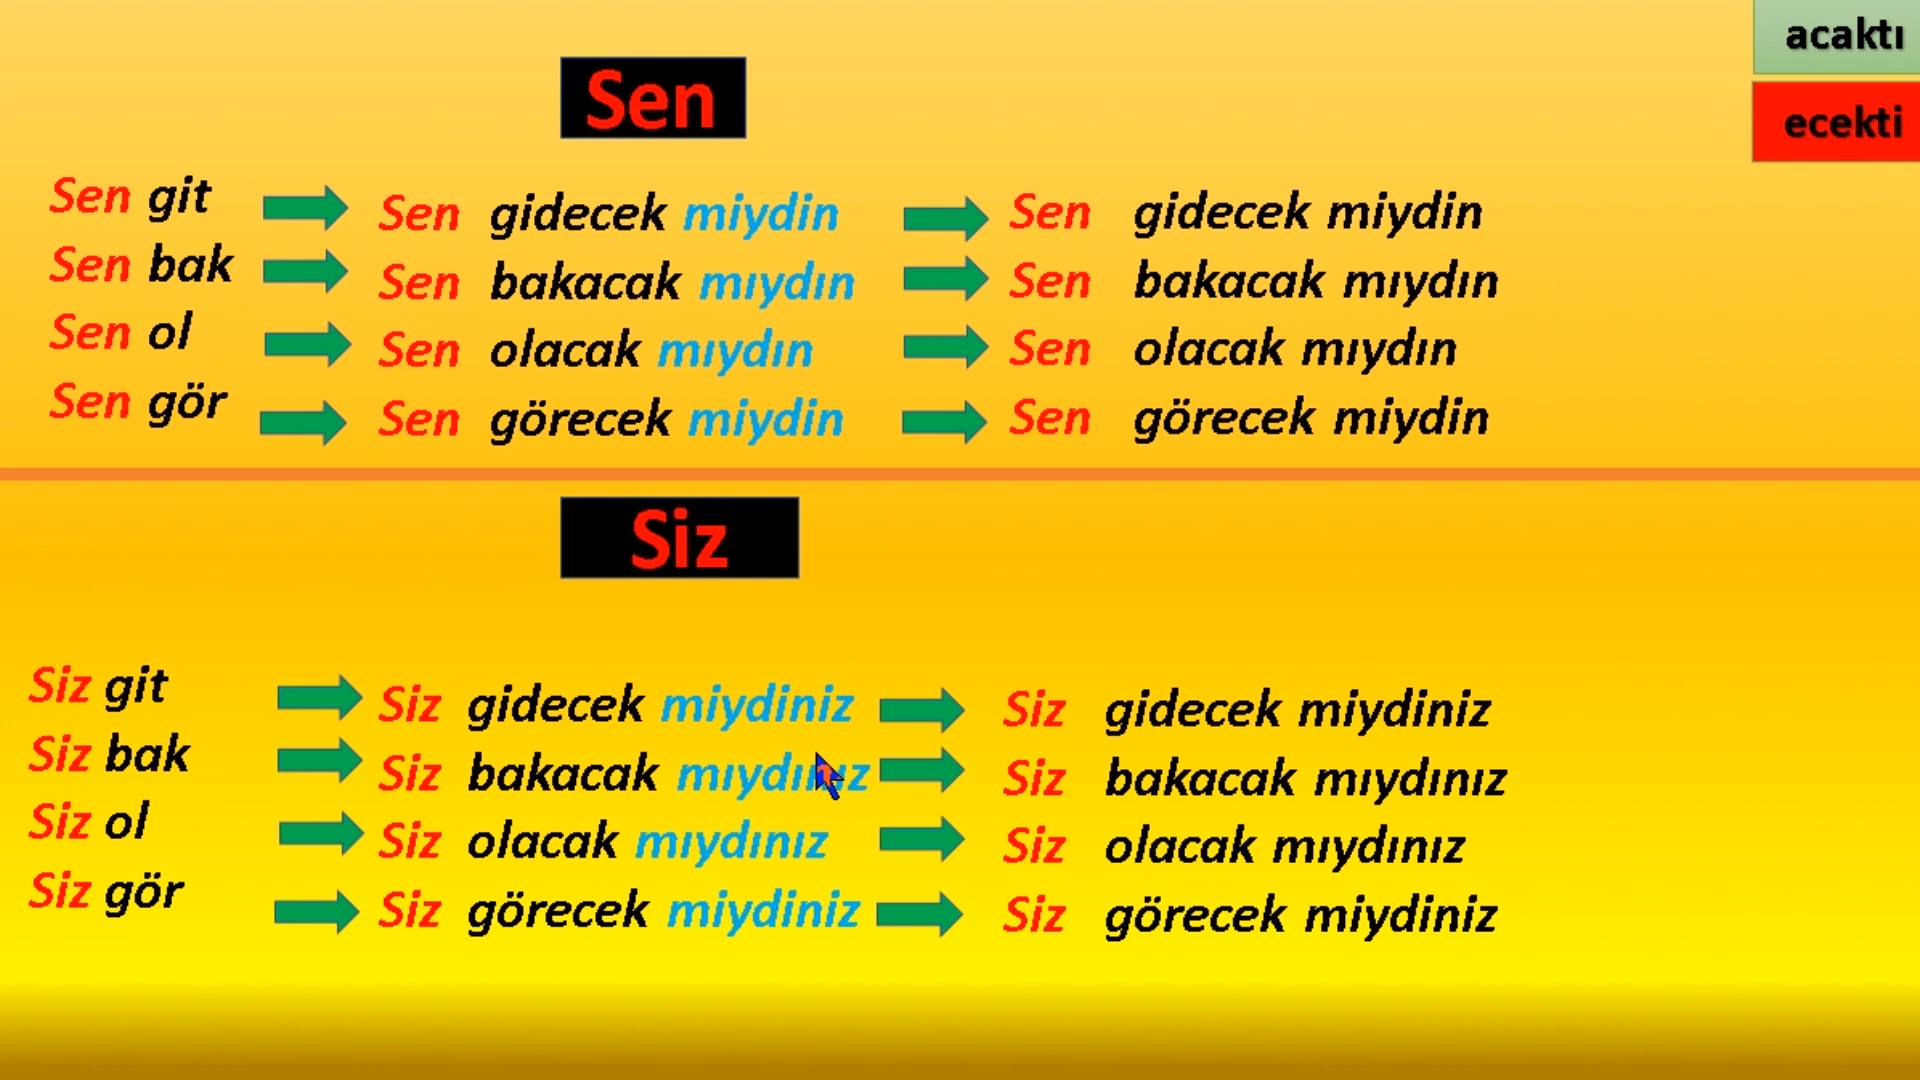 acaktı
ecekti
Sen
Sen git Sen gidecek miydin Sen gidecek miydin
Sen bak Sen bakacak mıydın Sen bakacak mıydın
Sen ol Sen olacak mıydın Sen olacak mıydın
Sen gör Sen görecek miydin Sen görecek miydin
Siz
Siz git Siz gidecek miydiniz Siz gidecek miydiniz
Siz bak Siz bakacak mıydınız Siz bakacak mıydınız
Siz ol Siz olacak mıydınız Siz olacak mıydınız
Siz gör Siz görecek miydiniz Siz görecek miydiniz